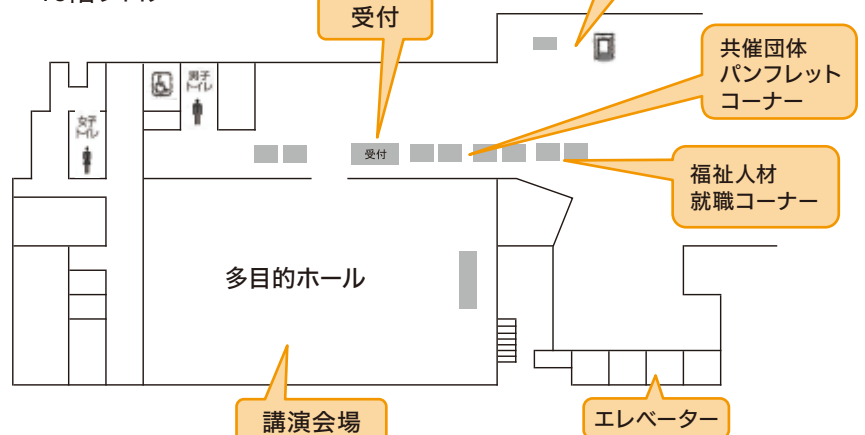 受付
共催団体
パンフレット
コーナー
男子
トイレ
女子
トイレ
受付
福祉人材
就職コーナー
多目的ホール
講演会場
エレベーター